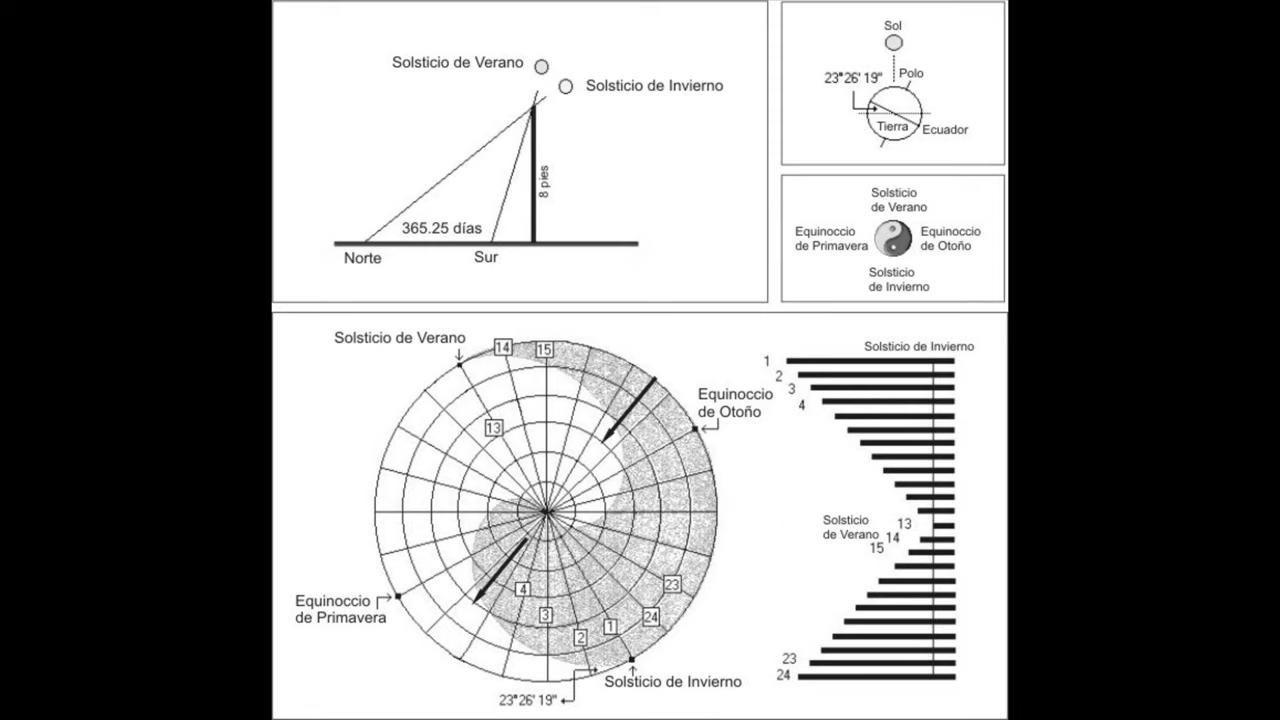 Solsticio de Verano
Solsticio de Invierno
8 pies
365.25 días
Norte
Sur
Sol
23° 26' 19"
Polo
Tierra
Ecuador
Solsticio
de Verano
Equinoccio
de Primavera
Equinoccio
de Otoño
Solsticio
de Invierno
Solsticio de Verano
14
15
13
Equinoccio
de Otoño
Equinoccio
de Primavera
4
3
2
1
24
23
Solsticio de Invierno
23° 26' 19"
Solsticio de Invierno
1
2
3
4
Solsticio
de Verano
13
14
15
23
24